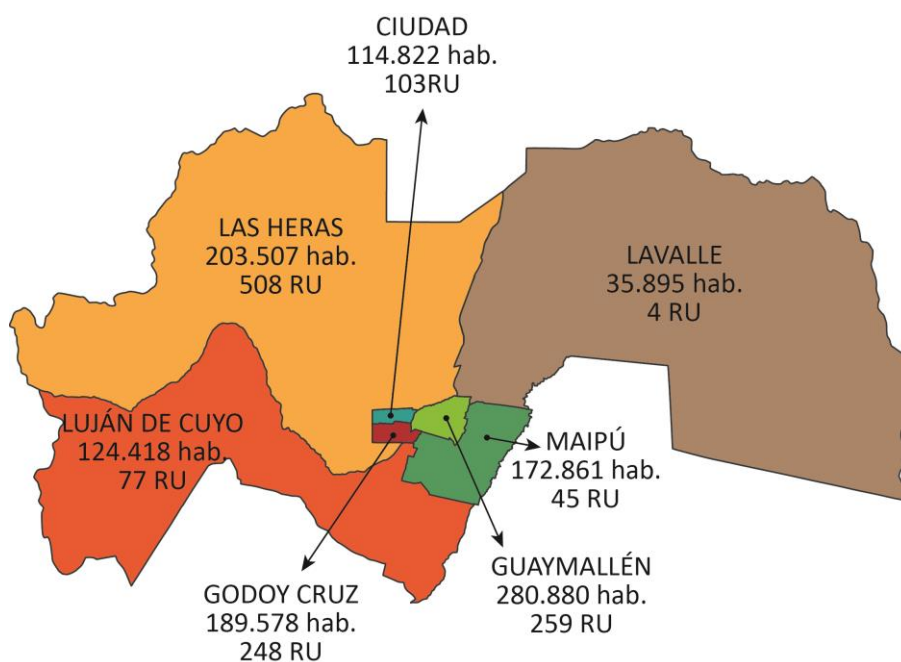 CIUDAD
114.822 hab.
103RU
LAS HERAS
203.507 hab.
508 RU
LAVALLE
35.895 hab.
4 RU
LUJÁN DE CUYO
124.418 hab.
77 RU
MAIPÚ
172.861 hab.
45 RU
GODOY CRUZ
189.578 hab.
248 RU
GUAYMALLÉN
280.880 hab.
259 RU